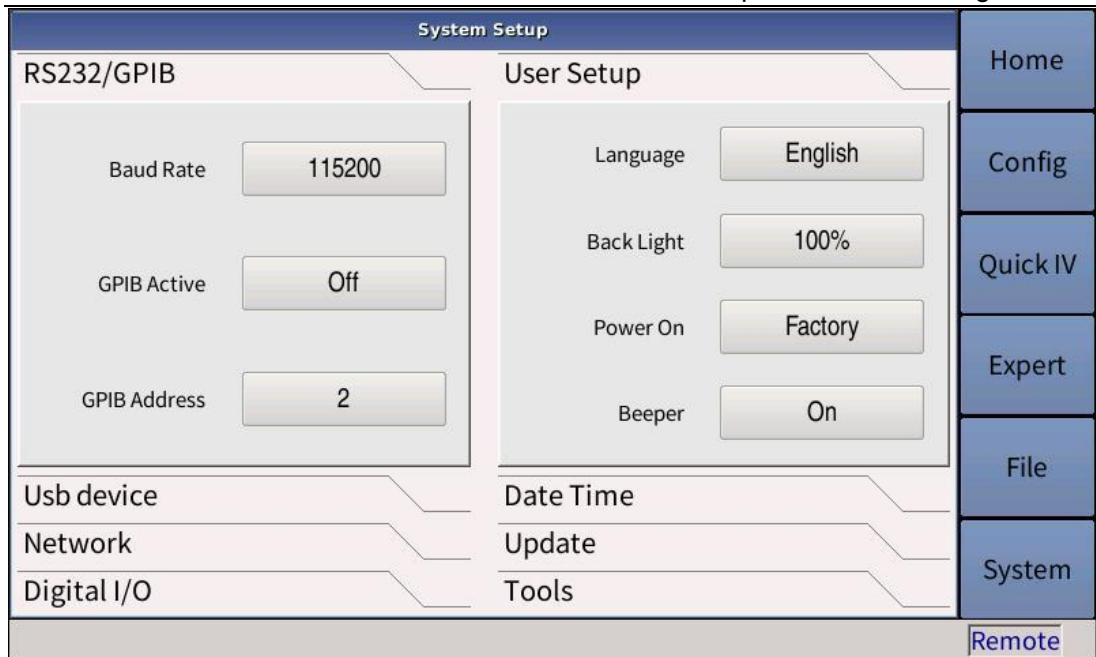 System Setup
RS232/GPIB
Baud Rate 115200
GPIB Active Off
GPIB Address 2
Usb device
Network
Digital I/O
User Setup
Language English
Back Light 100%
Power On Factory
Beeper On
Date Time
Update
Tools
Home
Config
Quick IV
Expert
File
System
Remote